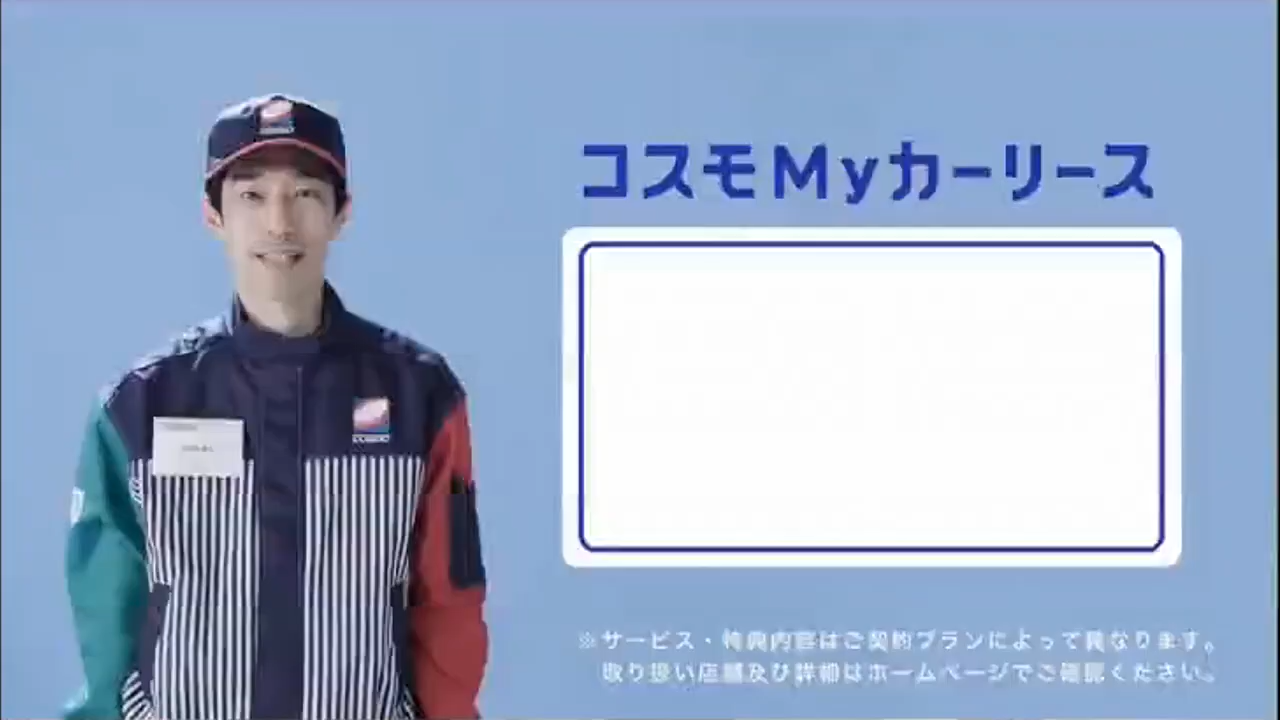 コスモMyカーリース
※サービス・特典内容はご契約プランによって異なります。
取り扱い店舗及び詳細はホームページでご確認ください。